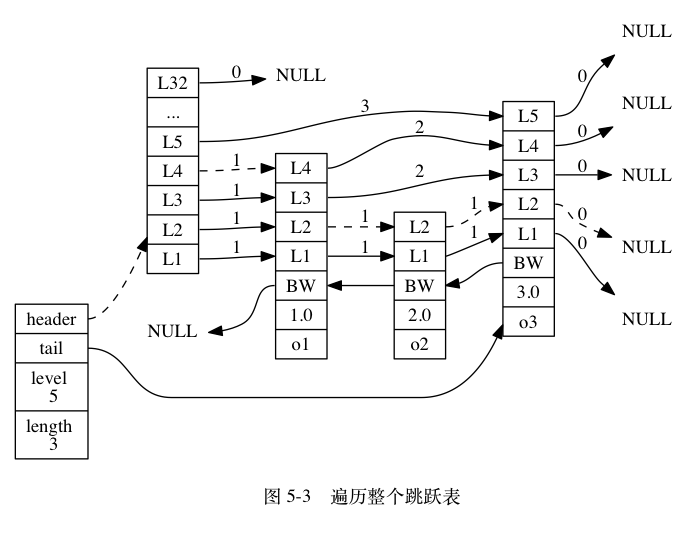 NULL
L32
0
NULL
...
L5
3
L4
1
L3
1
L2
1
L1
1
L4
2
L3
2
L2
1
L1
1
BW
1.0
o1
L2
1
L1
1
BW
2.0
o2
L5
0
L4
0
L3
0
L2
0
L1
0
BW
3.0
o3
NULL
NULL
NULL
NULL
NULL
header
tail
level
5
length
3
图 5-3 遍历整个跳跃表